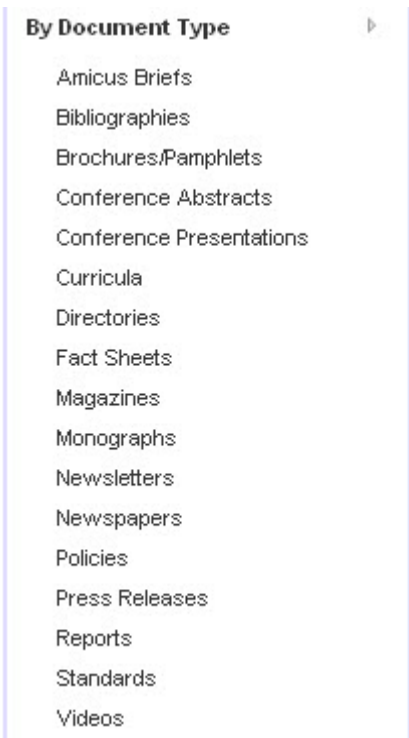 By Document Type
Amicus Briefs
Bibliographies
Brochures/Pamphlets
Conference Abstracts
Conference Presentations
Curricula
Directories
Fact Sheets
Magazines
Monographs
Newsletters
Newspapers
Policies
Press Releases
Reports
Standards
Videos